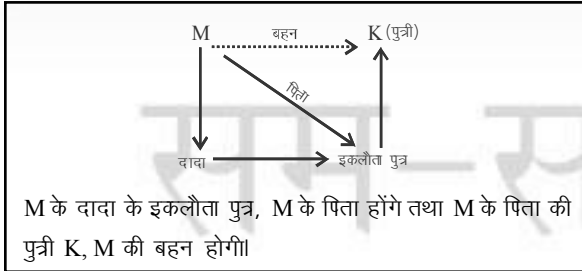 M बहन K (पुत्री)
पिता
दादा इकलौता पुत्र
M के दादा के इकलौता पुत्र, M के पिता होंगे तथा M के पिता की
पुत्री K, M की बहन होगी।